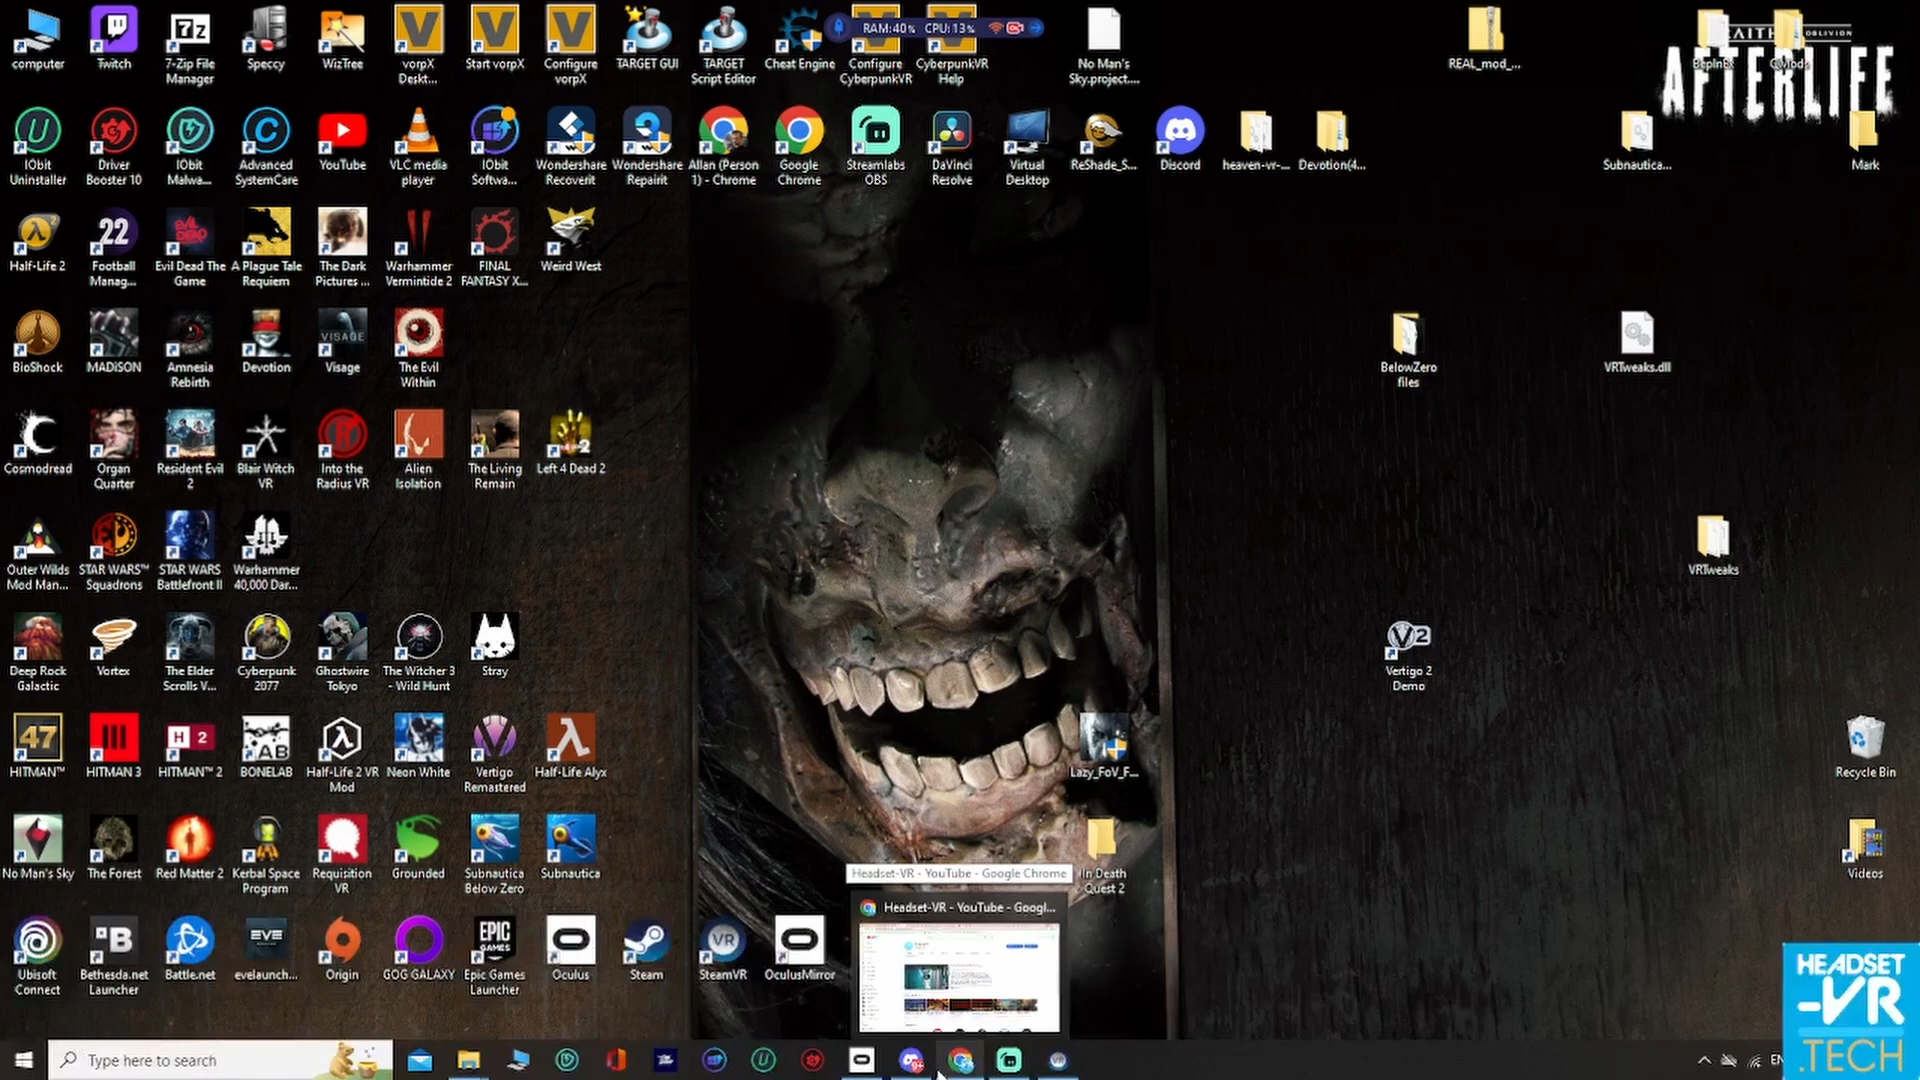 computer
Twitch
7-Zip File
Manager
Speccy
WizTree
vorpX
Deskt...
Start vorpX
Configure
vorpX
TARGET GUI
TARGET
Script Editor
Cheat Engine
Configure
CyberpunkVR
CyberpunkVR
Help
RAM:40% CPU:13%
No Man's
Sky.project....
REAL_mod_...
BepInEx
QMods
OBLIVION
AFTERLIFE
IObit
Uninstaller
Driver
Booster 10
IObit
Malwa...
Advanced
SystemCare
YouTube
VLC media
player
IObit
Softwa...
Wondershare
Recoverit
Wondershare
Repairit
Allan (Person
1) - Chrome
Google
Chrome
Streamlabs
OBS
DaVinci
Resolve
Virtual
Desktop
ReShade_S...
Discord
heaven-vr-...
Devotion(4...
Subnautica...
Mark
Half-Life 2
Football
Manag...
Evil Dead The
Game
A Plague Tale
Requiem
The Dark
Pictures ...
Warhammer
Vermintide 2
FINAL
FANTASY X...
Weird West
BioShock
MADiSON
Amnesia
Rebirth
Devotion
VISAGE
Visage
The Evil
Within
BelowZero
files
VRTweaks.dll
Cosmodread
Organ
Quarter
Resident Evil
2
Blair Witch
VR
Into the
Radius VR
Alien
Isolation
The Living
Remain
Left 4 Dead 2
Outer Wilds
Mod Man...
STAR WARS™
Squadrons
STAR WARS
Battlefront II
Warhammer
40,000 Dar...
VRTweaks
Deep Rock
Galactic
Vortex
The Elder
Scrolls V...
Cyberpunk
2077
Ghostwire
Tokyo
The Witcher 3
- Wild Hunt
Stray
Vertigo 2
Demo
HITMAN™
HITMAN 3
HITMAN™ 2
BONELAB
Half-Life 2 VR
Mod
Neon White
Vertigo
Remastered
Half-Life Alyx
Lazy_FoV_F...
Recycle Bin
No Man's Sky
The Forest
Red Matter 2
Kerbal Space
Program
Requisition
VR
Grounded
Subnautica
Below Zero
Subnautica
Headset-VR - YouTube - Google Chrome
In Death
Quest 2
Videos
Headset-VR - YouTube - Googl...
Ubisoft
Connect
Bethesda.net
Launcher
Battle.net
EVE
evelaunch...
Origin
GOG GALAXY
EPIC
GAMES
Epic Games
Launcher
Oculus
Steam
SteamVR
OculusMirror
HEADSET
-VR
.TECH
Type here to search
EN